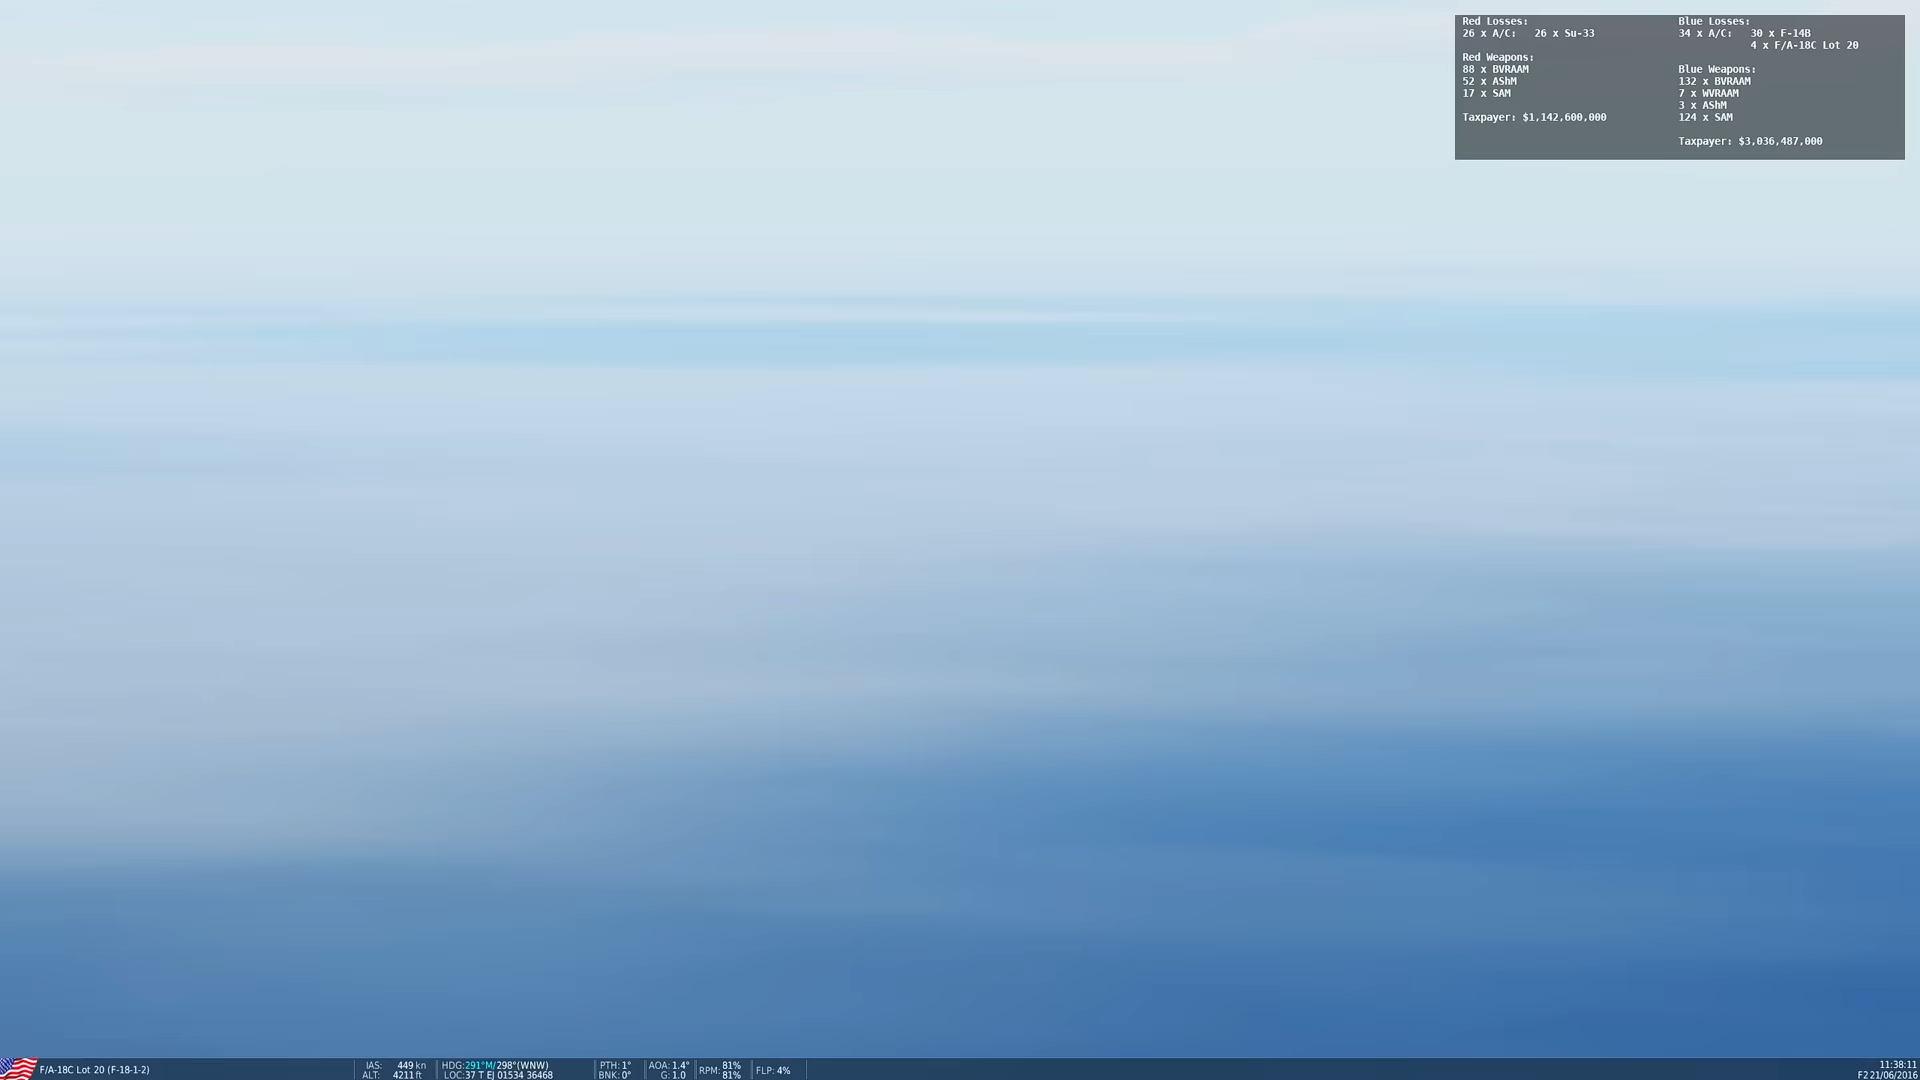 Red Losses:
26 x A/C: 26 x Su-33
Red Weapons:
88 x BVRAAM
52 x AShM
17 x SAM
Taxpayer: $1,142,600,000
Blue Losses:
34 x A/C: 30 x F-14B
4 x F/A-18C Lot 20
Blue Weapons:
132 x BVRAAM
7 x WVRAAM
3 x AShM
124 x SAM
Taxpayer: $3,036,487,000
F/A-18C Lot 20 (F-18-1-2)
IAS: 449 kn
ALT: 4211 ft
HDG:291°M/298°(WNW)
LOC:37 T EJ 01534 36468
PTH: 1°
BNK: 0°
AOA: 1.4°
G: 1.0
RPM: 81%
81%
FLP: 4%
11:38:11
F2 21/06/2016